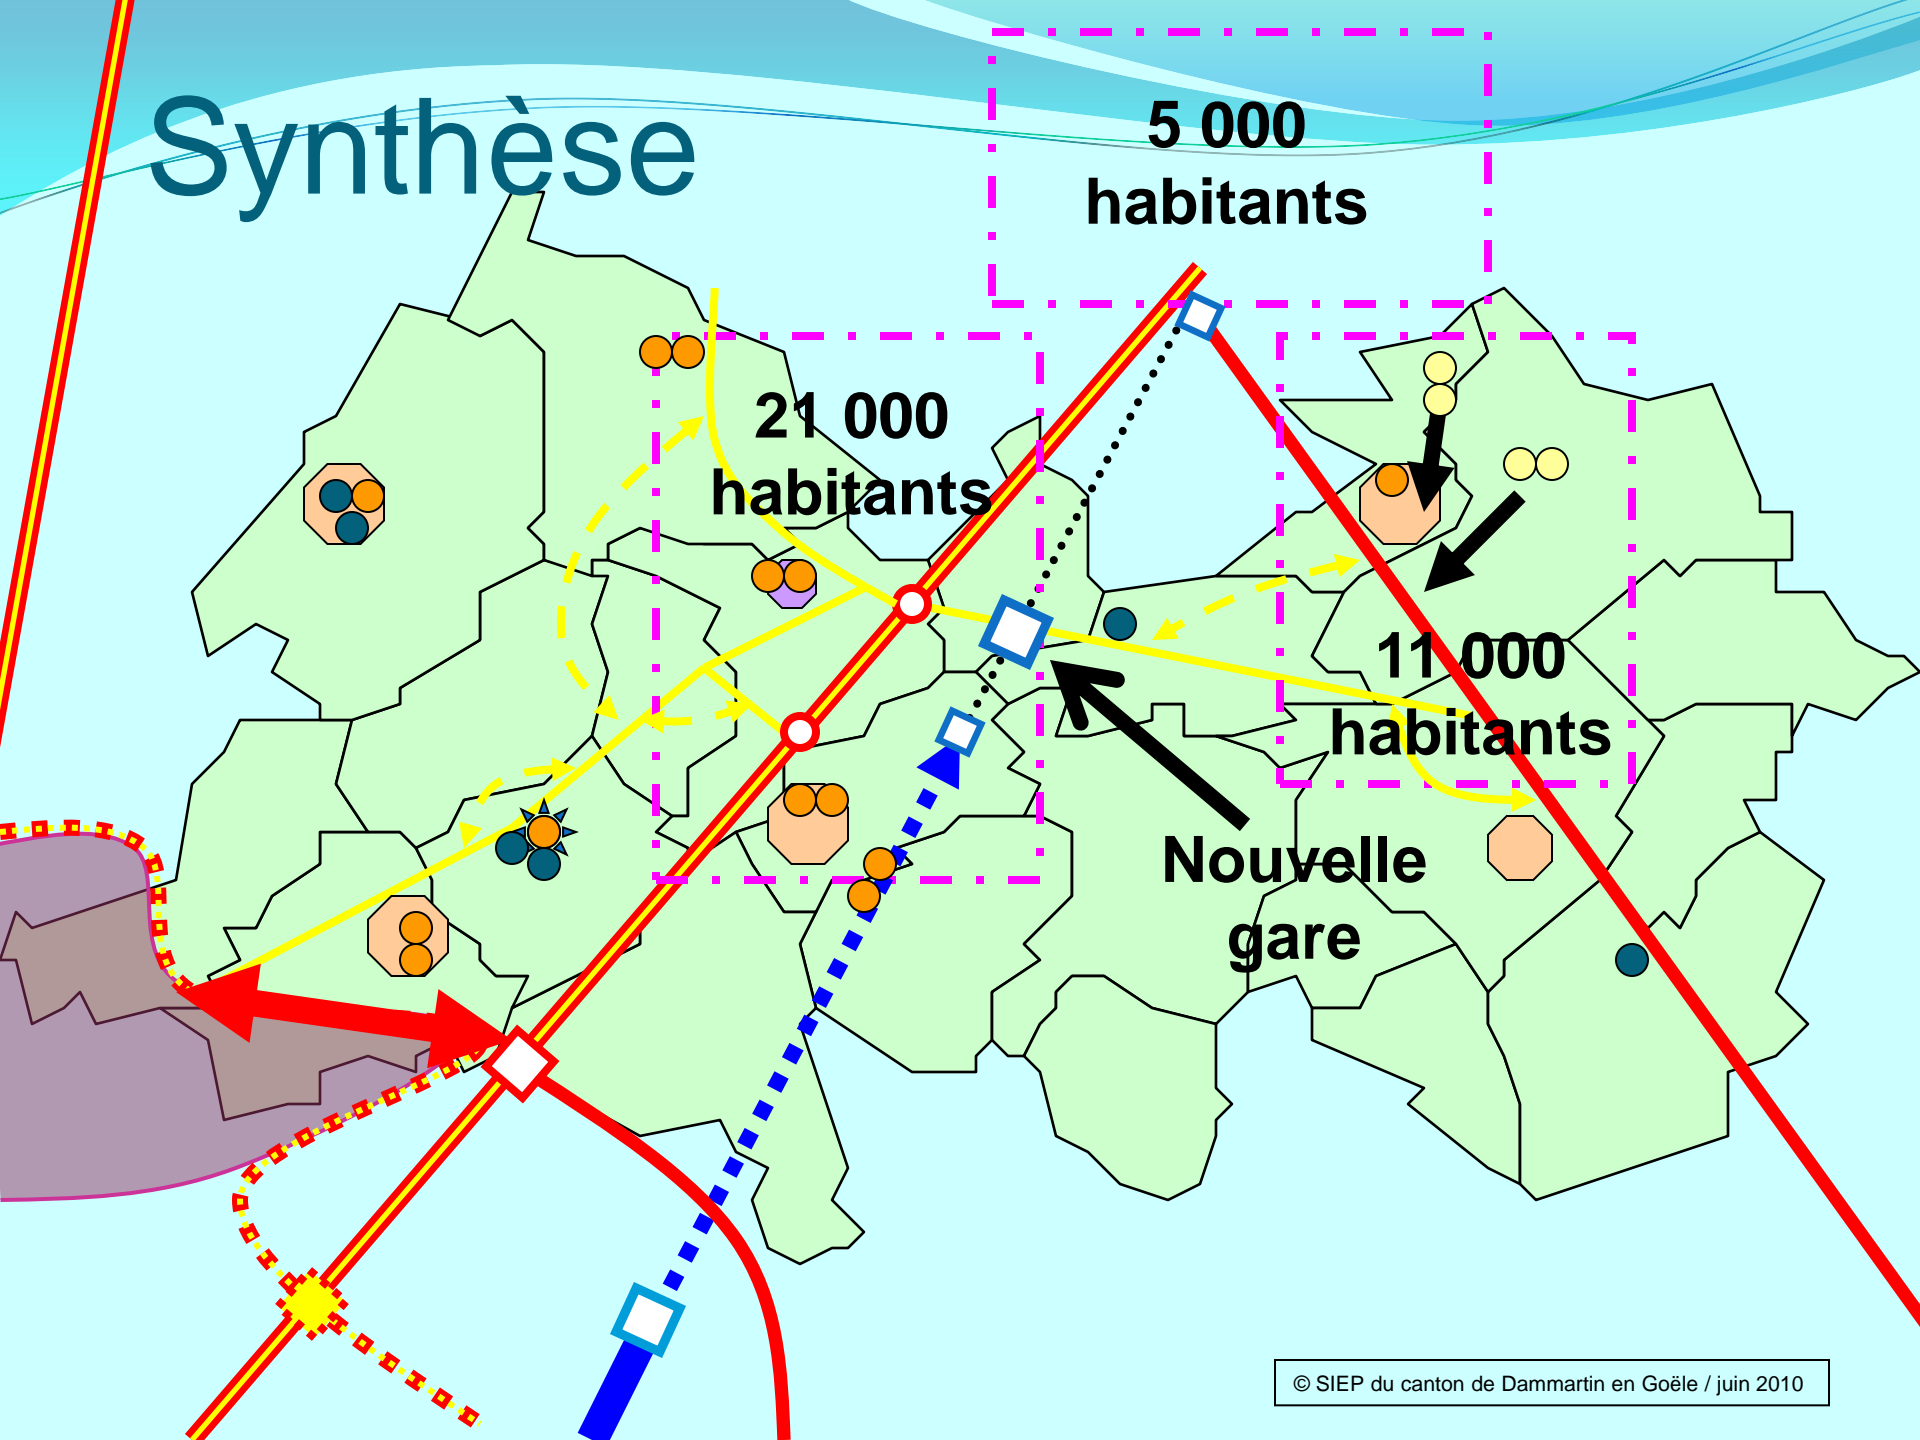 Synthèse
5 000
habitants
21 000
habitants
11 000
habitants
Nouvelle
gare
© SIEP du canton de Dammartin en Goële / juin 2010